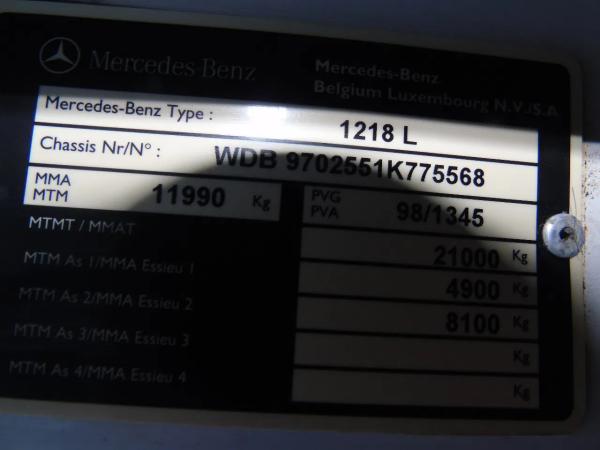 Mercedes-Benz
Mercedes-Benz
Belgium Luxembourg N.V./S.A
Mercedes-Benz Type : 1218 L
Chassis Nr/N° : WDB 9702551K775568
MMA
MTM 11990 Kg
PVG
PVA 98/1345
MTMT / MMAT 21000 Kg
MTM As 1/MMA Essieu 1 4900 Kg
MTM As 2/MMA Essieu 2 8100 Kg
MTM As 3/MMA Essieu 3 Kg
MTM As 4/MMA Essieu 4 Kg